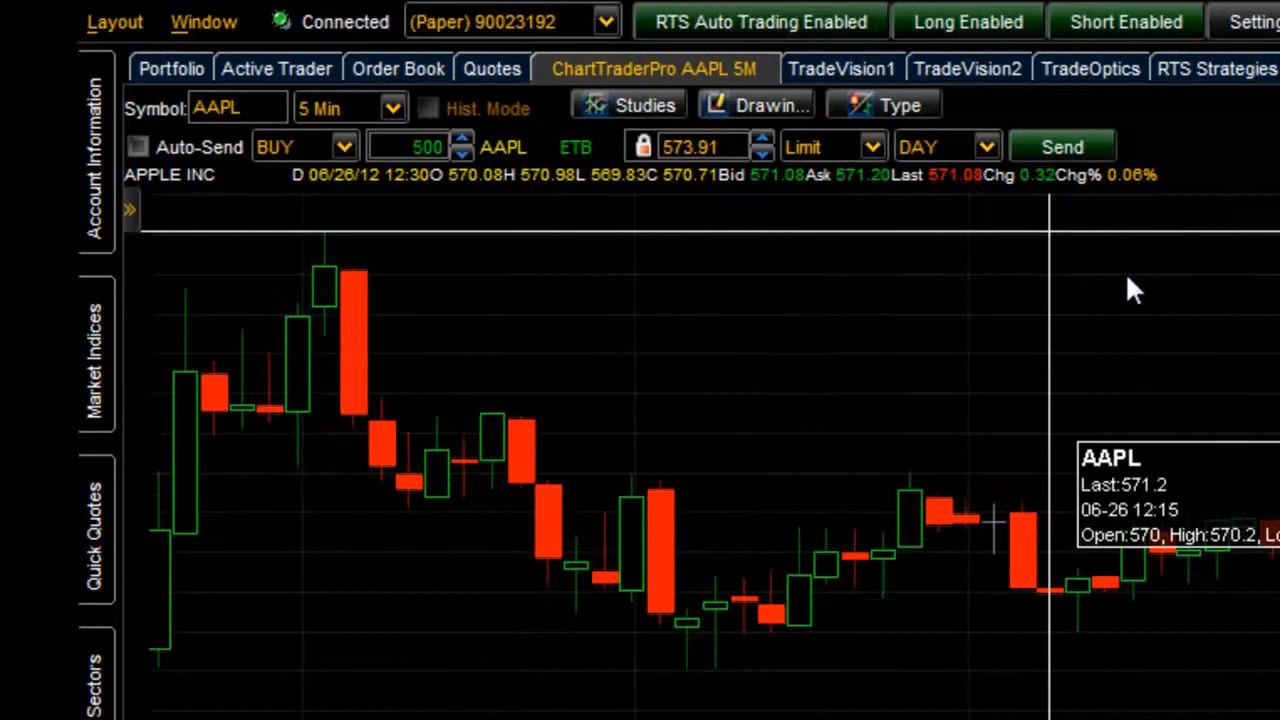 Layout Window Connected (Paper) 90023192 RTS Auto Trading Enabled Long Enabled Short Enabled
Portfolio Active Trader Order Book Quotes ChartTraderPro AAPL 5M TradeVision1 TradeVision2 TradeOptics RTS Strategies
Symbol: AAPL 5 Min Hist. Mode Studies Drawin... Type
Auto-Send BUY 500 AAPL ETB 573.91 Limit DAY Send
APPLE INC D 06/26/12 12:30O 570.08H 570.98L 569.83C 570.71Bid 571.08Ask 571.20Last 571.08Chg 0.32Chg% 0.06%
Account Information
Market Indices
Quick Quotes
Sectors
AAPL
Last:571.2
06-26 12:15
Open:570, High:570.2,